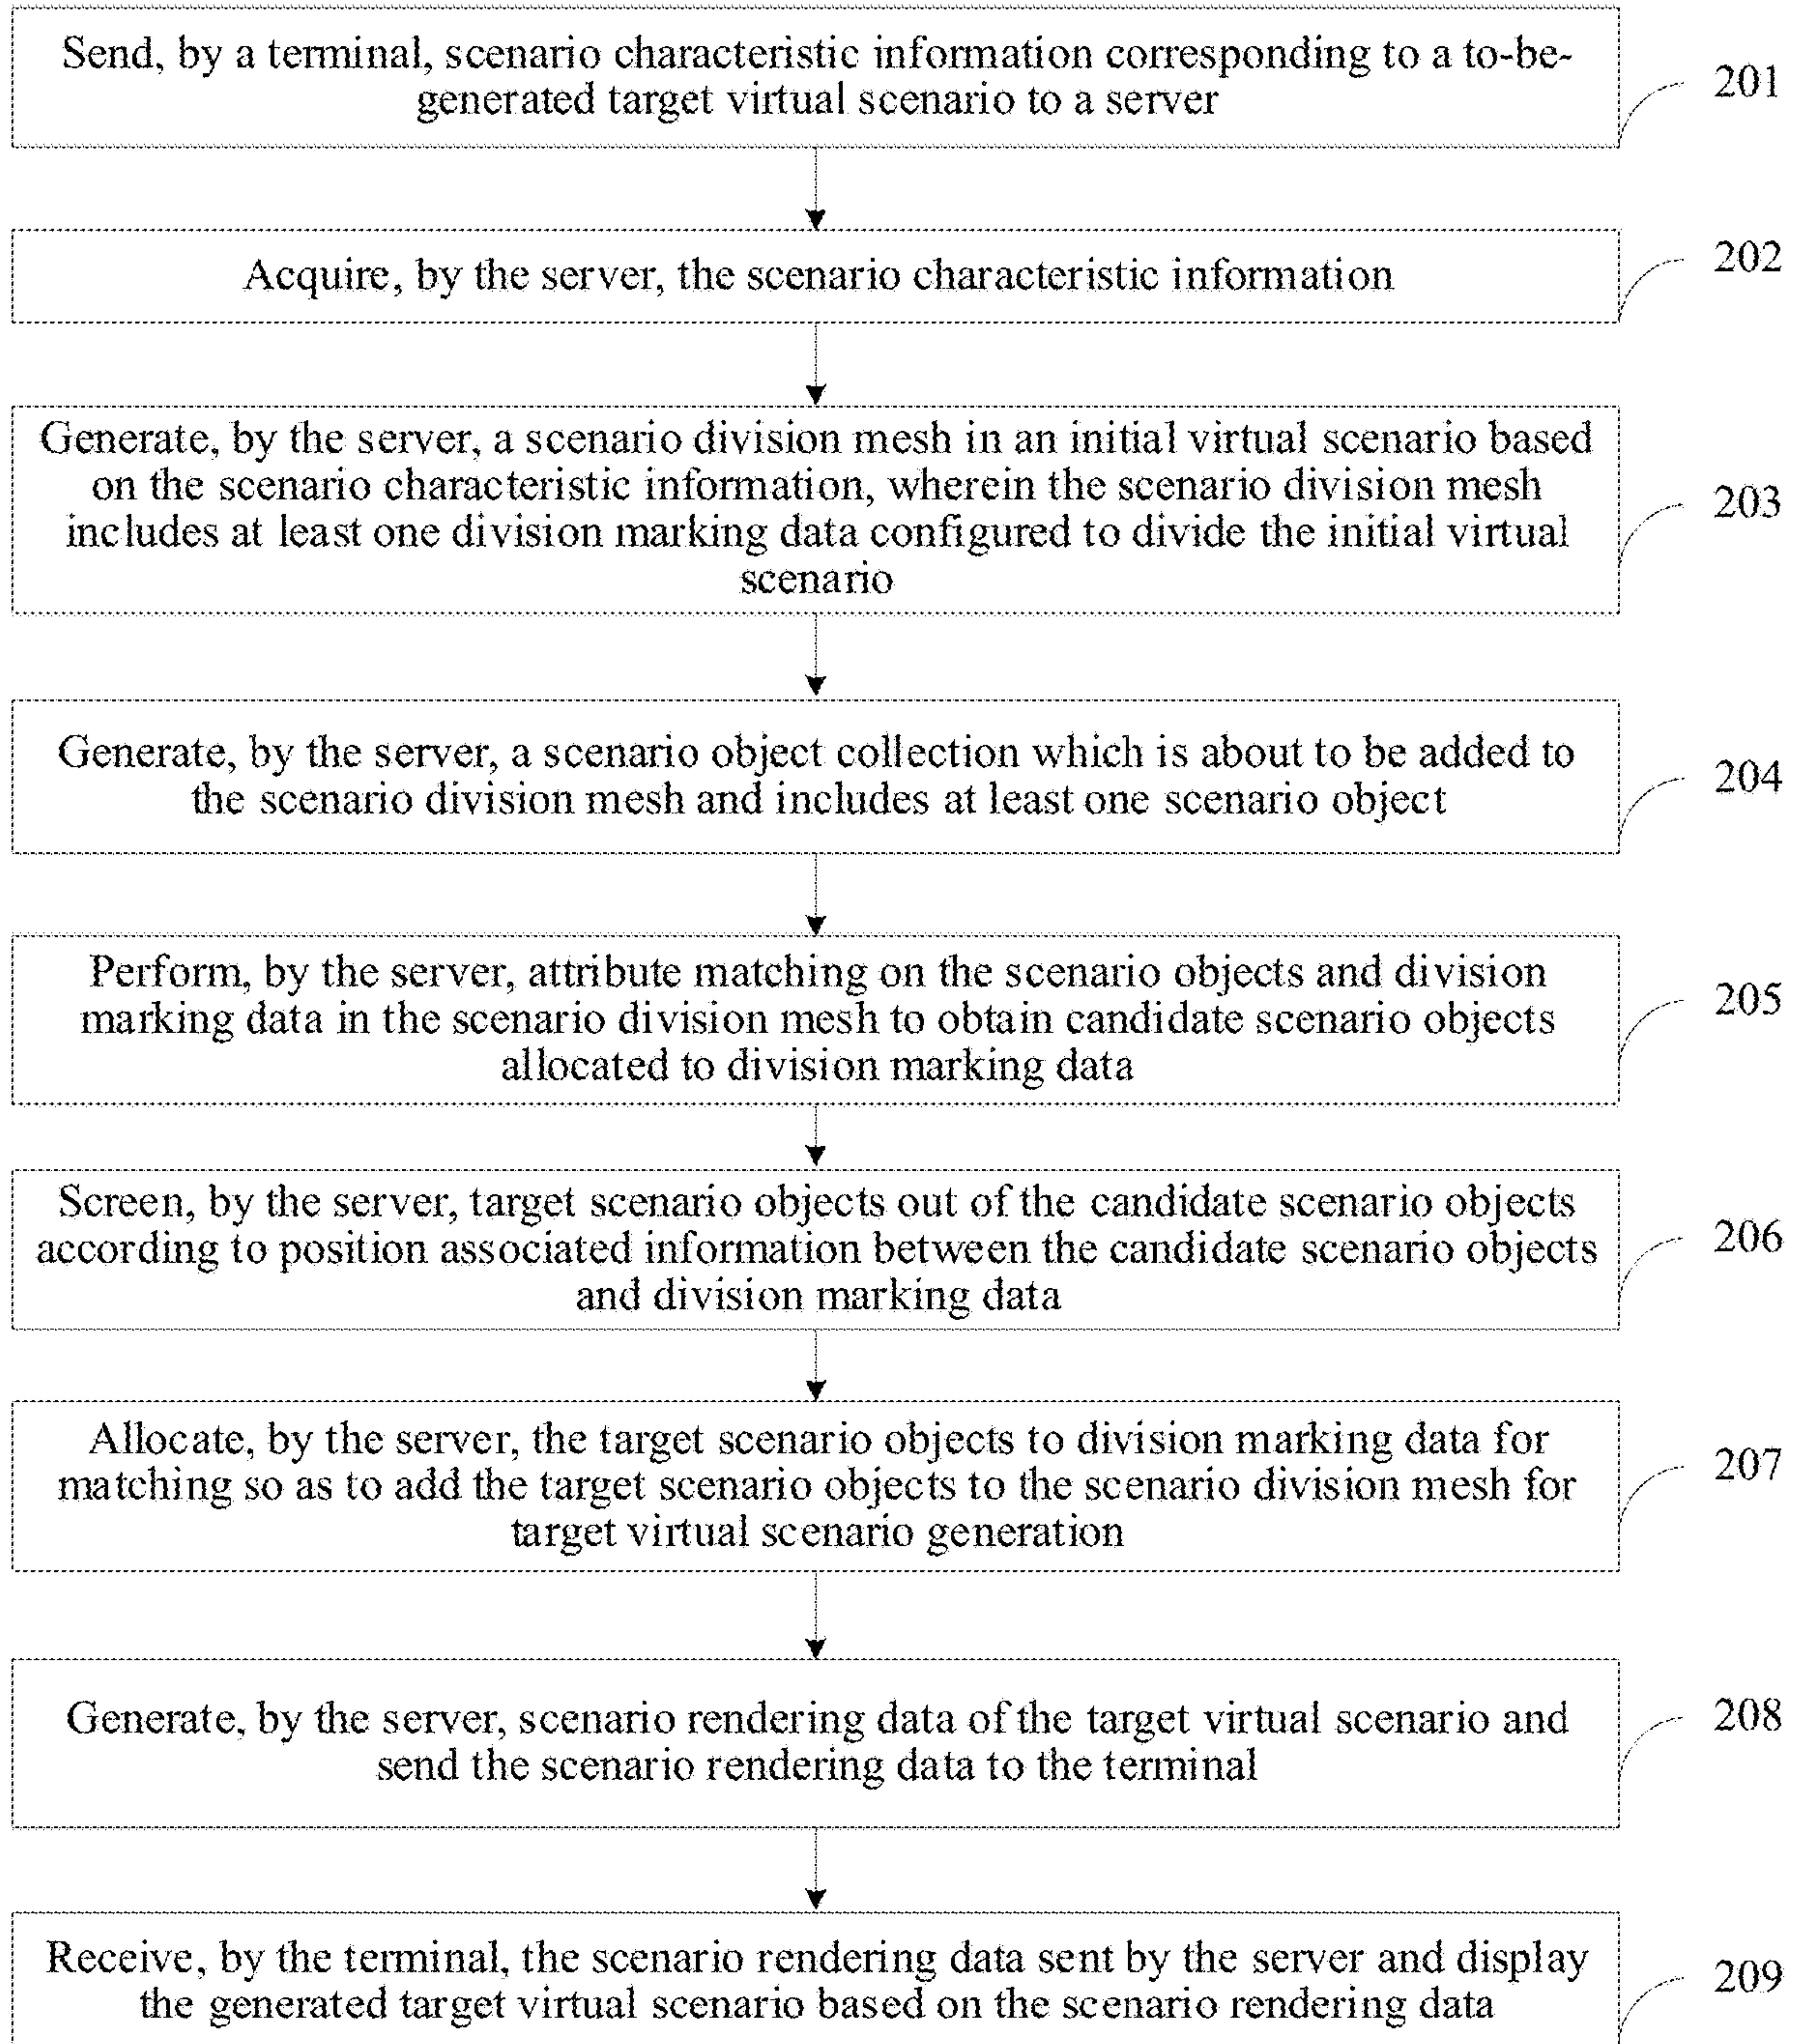 Send, by a terminal, scenario characteristic information corresponding to a to-be-
generated target virtual scenario to a server
201
Acquire, by the server, the scenario characteristic information
202
Generate, by the server, a scenario division mesh in an initial virtual scenario based
on the scenario characteristic information, wherein the scenario division mesh
includes at least one division marking data configured to divide the initial virtual
scenario
203
Generate, by the server, a scenario object collection which is about to be added to
the scenario division mesh and includes at least one scenario object
204
Perform, by the server, attribute matching on the scenario objects and division
marking data in the scenario division mesh to obtain candidate scenario objects
allocated to division marking data
205
Screen, by the server, target scenario objects out of the candidate scenario objects
according to position associated information between the candidate scenario objects
and division marking data
206
Allocate, by the server, the target scenario objects to division marking data for
matching so as to add the target scenario objects to the scenario division mesh for
target virtual scenario generation
207
Generate, by the server, scenario rendering data of the target virtual scenario and
send the scenario rendering data to the terminal
208
Receive, by the terminal, the scenario rendering data sent by the server and display
the generated target virtual scenario based on the scenario rendering data
209